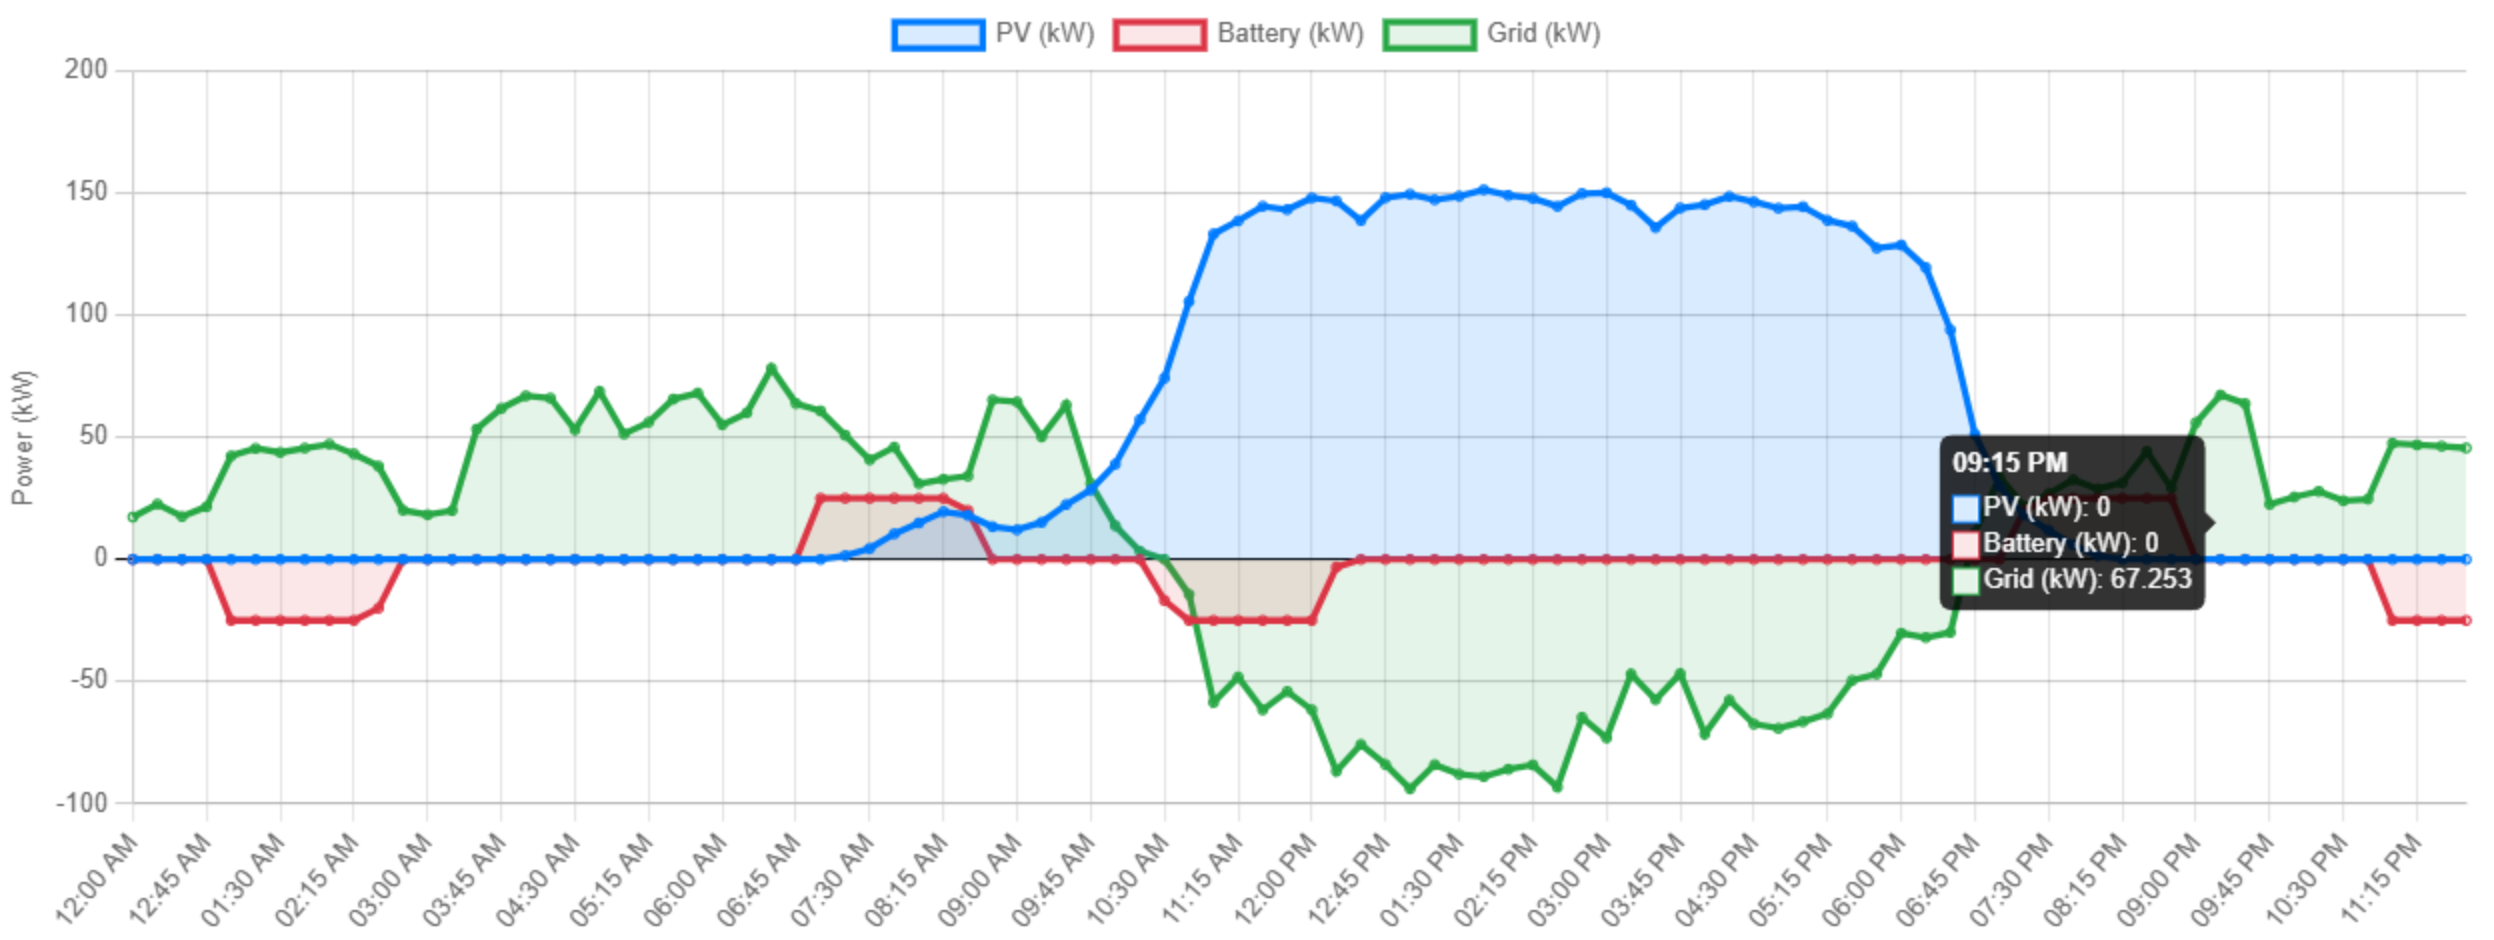 PV (kW) Battery (kW) Grid (kW)
200
150
100
50
0
-50
-100
Power (kW)
09:15 PM
PV (kW): 0
Battery (kW): 0
Grid (kW): 67.253
12:00 AM 12:45 AM 01:30 AM 02:15 AM 03:00 AM 03:45 AM 04:30 AM 05:15 AM 06:00 AM 06:45 AM 07:30 AM 08:15 AM 09:00 AM 09:45 AM 10:30 AM 11:15 AM 12:00 PM 12:45 PM 01:30 PM 02:15 PM 03:00 PM 03:45 PM 04:30 PM 05:15 PM 06:00 PM 06:45 PM 07:30 PM 08:15 PM 09:00 PM 09:45 PM 10:30 PM 11:15 PM